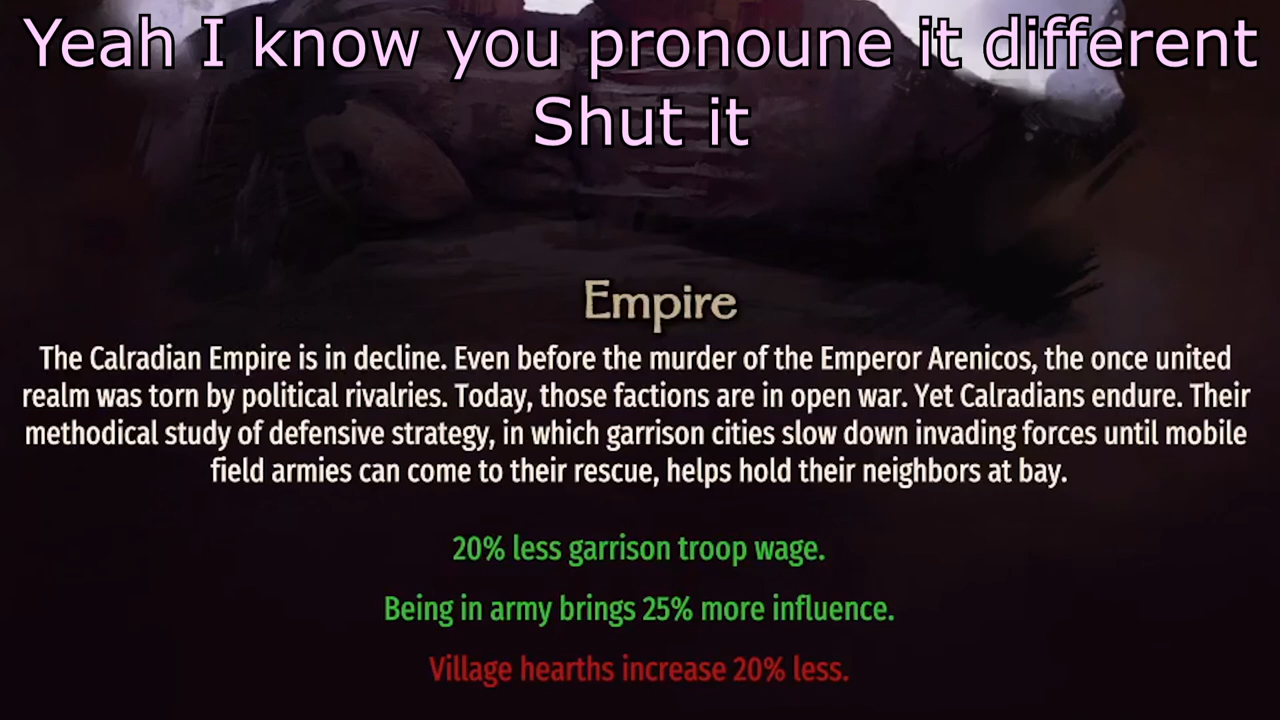 Yeah I know you pronoune it different
Shut it
Empire
The Calradian Empire is in decline. Even before the murder of the Emperor Arenicos, the once united
realm was torn by political rivalries. Today, those factions are in open war. Yet Calradians endure. Their
methodical study of defensive strategy, in which garrison cities slow down invading forces until mobile
field armies can come to their rescue, helps hold their neighbors at bay.
20% less garrison troop wage.
Being in army brings 25% more influence.
Village hearths increase 20% less.